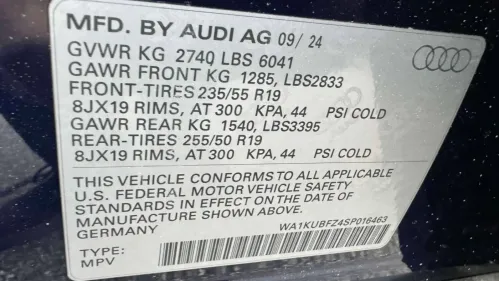 MFD. BY AUDI AG 09/24
GVWR KG 2740 LBS 6041
GAWR FRONT KG 1285, LBS2833
FRONT-TIRES 235/55 R19
8JX19 RIMS, AT 300 KPA, 44 PSI COLD
GAWR REAR KG 1540, LBS3395
REAR-TIRES 255/50 R19
8JX19 RIMS, AT 300 KPA, 44 PSI COLD
THIS VEHICLE CONFORMS TO ALL APPLICABLE
U.S. FEDERAL MOTOR VEHICLE SAFETY
STANDARDS IN EFFECT ON THE DATE OF
MANUFACTURE SHOWN ABOVE
GERMANY
WA1KUBFZ4SP016463
TYPE:
MPV